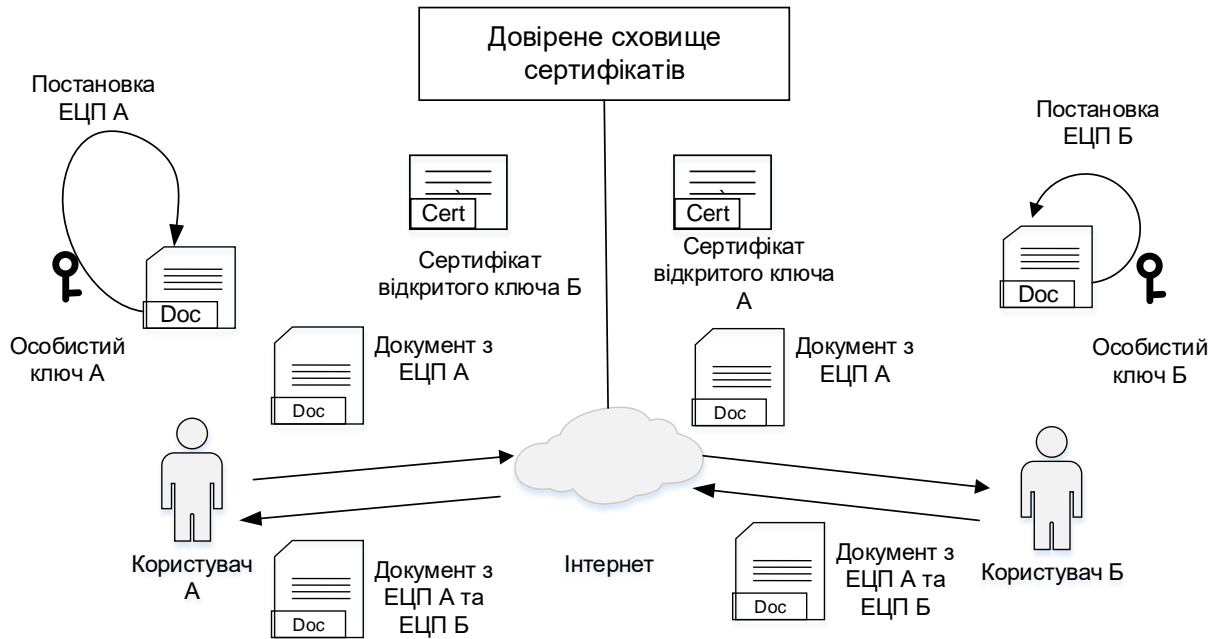 Довірене сховище
сертифікатів
Постановка
ЕЦП А
Постановка
ЕЦП Б
Cert
Cert
Сертифікат
відкритого ключа Б
Сертифікат
відкритого ключа
А
Doc
Doc
Особистий
ключ А
Документ з
ЕЦП А
Doc
Документ з
ЕЦП А
Doc
Особистий
ключ Б
Користувач
А
Інтернет
Користувач Б
Документ з
ЕЦП А та
ЕЦП Б
Doc
Документ з
ЕЦП А та
ЕЦП Б
Doc